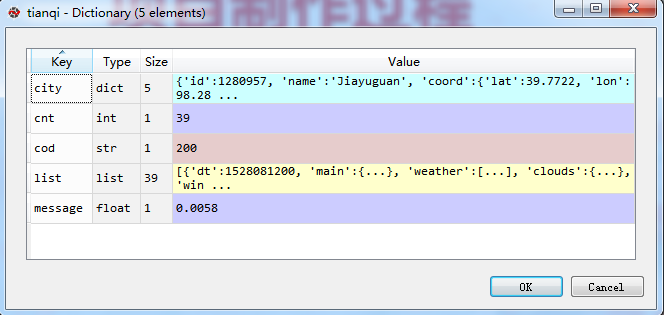 tianqi - Dictionary (5 elements)
项目制作过程
Key Type Size Value
city dict 5 {'id':1280957, 'name':'Jiayuguan', 'coord':{'lat':39.7722, 'lon':
98.28 ...
cnt int 1 39
cod str 1 200
list list 39 [{'dt':1528081200, 'main':{...}, 'weather':[...], 'clouds':{...},
'win ...
message float 1 0.0058
OK Cancel